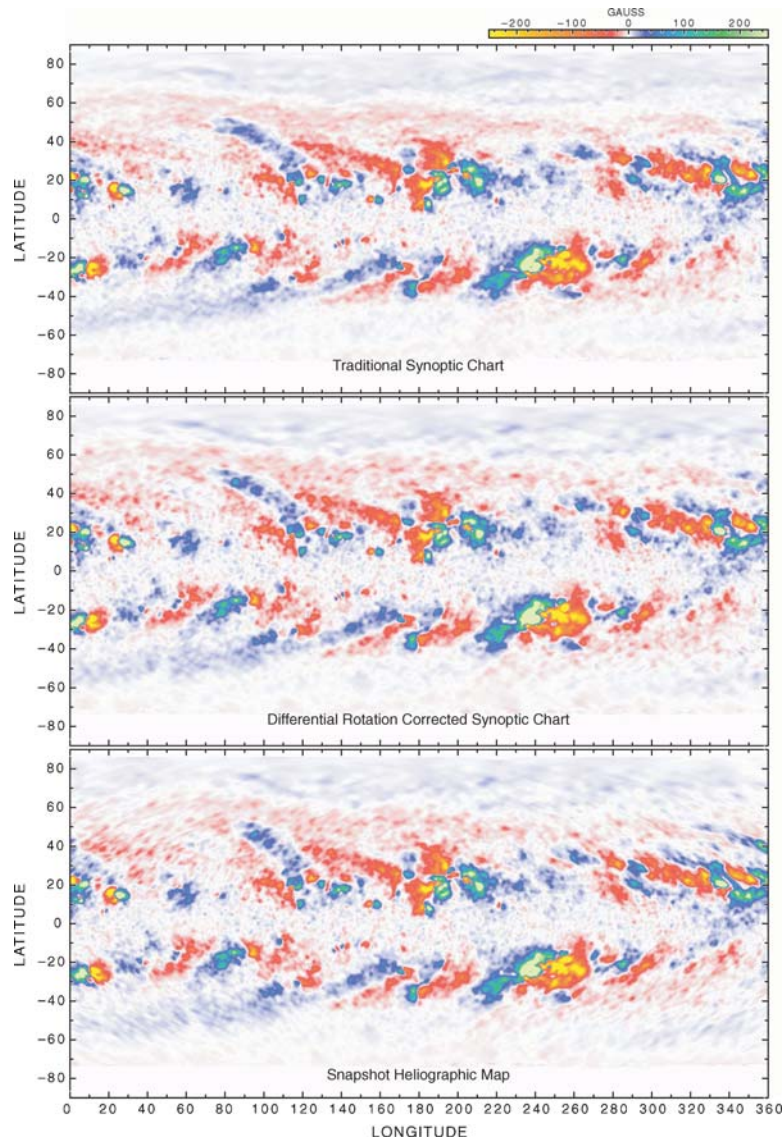 GAUSS
−200 −100 0 100 200
80
60
40
20
0
−20
−40
−60
−80
LATITUDE
Traditional Synoptic Chart
80
60
40
20
0
−20
−40
−60
−80
LATITUDE
Differential Rotation Corrected Synoptic Chart
80
60
40
20
0
−20
−40
−60
−80
LATITUDE
Snapshot Heliographic Map
0 20 40 60 80 100 120 140 160 180 200 220 240 260 280 300 320 340 360
LONGITUDE